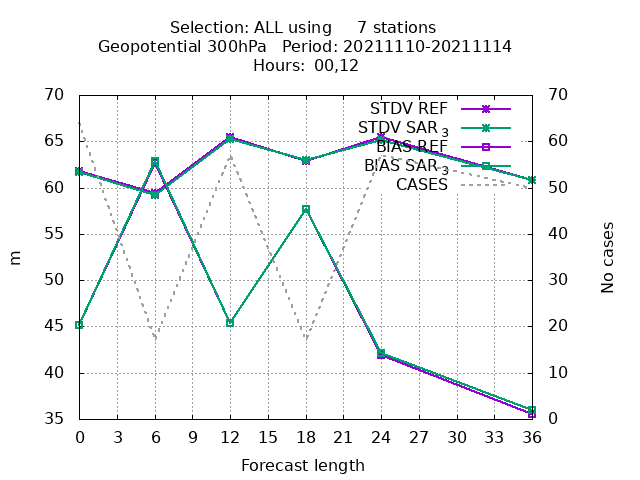 Selection: ALL using     7 stations
Geopotential 300hPa   Period: 20211110-20211114
Hours:  00,12
70
65
60
55
50
45
40
35
m
70
60
50
40
30
20
10
0
No cases
STDV REF
STDV SAR 3
BIAS REF
BIAS SAR 3
CASES
0 3 6 9 12 15 18 21 24 27 30 33 36
Forecast length